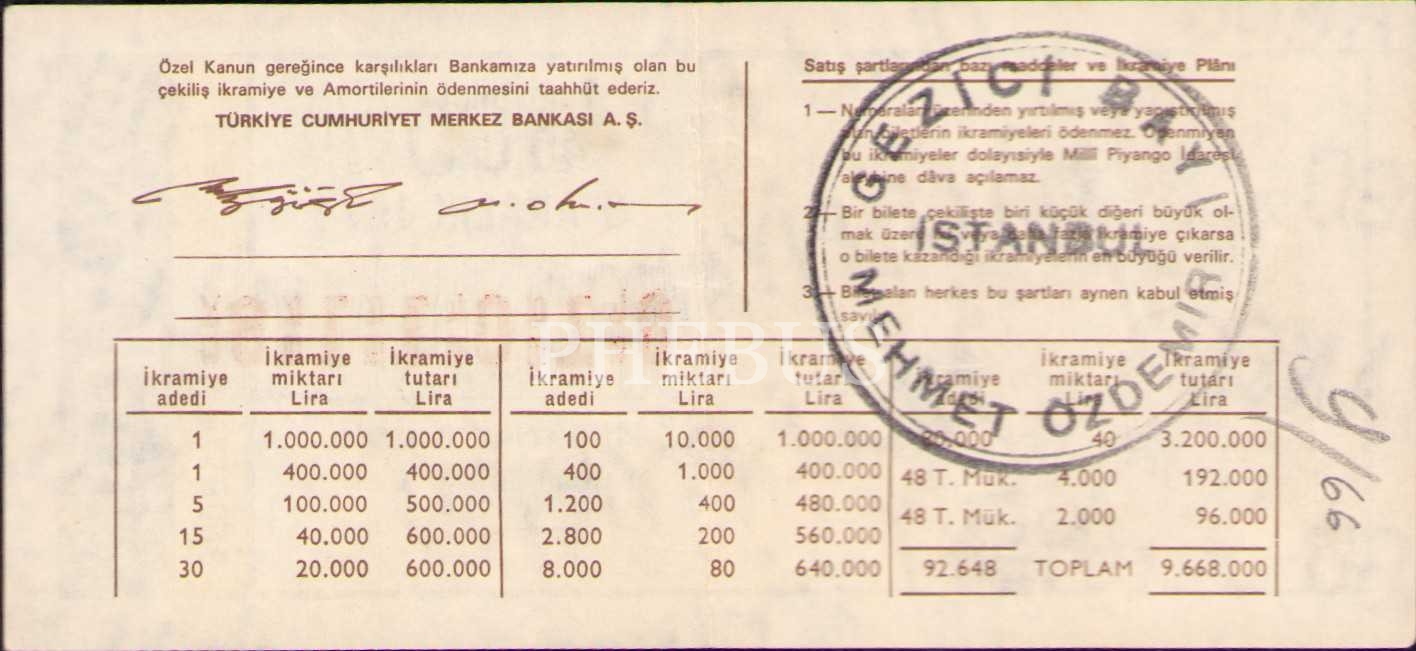 Özel Kanun gereğince karşılıkları Bankamıza yatırılmış olan bu
çekiliş ikramiye ve Amortilerinin ödenmesini taahhüt ederiz.
TÜRKİYE CUMHURİYET MERKEZ BANKASI A. Ş.
Satış şartlarından bazı maddeler ve İkramiye Plânı
1 — Numaraları üzerinden yırtılmış veya yapıştırılmış
olan biletlerin ikramiyeleri ödenmez. Ödenmiyen
bu ikramiyeler dolayısiyle Millî Piyango İdaresi
aleyhine dâva açılamaz.
2 — Bir bilete çekilişte biri küçük diğeri büyük ol-
mak üzere veya daha fazla ikramiye çıkarsa
o bilete kazandığı ikramiyelerin en büyüğü verilir.
3 — Bilet alan herkes bu şartları aynen kabul etmiş
sayılır.
GEZİCİ BAYİ
İSTANBUL
MEHMET ÖZDEMİR
PHEBUS
İkramiye adedi İkramiye miktarı Lira İkramiye tutarı Lira İkramiye adedi İkramiye miktarı Lira İkramiye tutarı Lira İkramiye adedi İkramiye miktarı Lira İkramiye tutarı Lira
1 1.000.000 1.000.000 100 10.000 1.000.000 80.000 40 3.200.000
1 400.000 400.000 400 1.000 400.000 48 T. Mük. 4.000 192.000
5 100.000 500.000 1.200 400 480.000 48 T. Mük. 2.000 96.000
15 40.000 600.000 2.800 200 560.000
30 20.000 600.000 8.000 80 640.000 92.648 TOPLAM 9.668.000
9/66